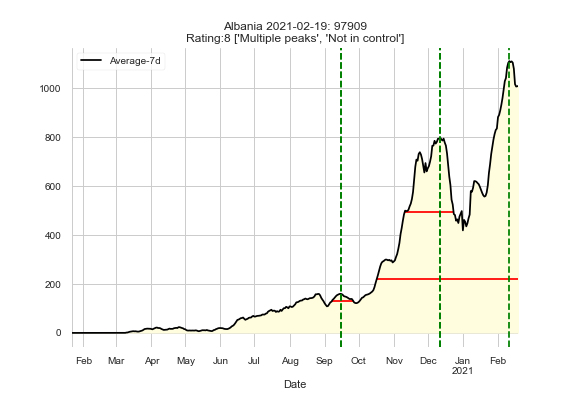 Albania 2021-02-19: 97909
Rating:8 ['Multiple peaks', 'Not in control']
Average-7d
1000
800
600
400
200
0
Feb Mar Apr May Jun Jul Aug Sep Oct Nov Dec Jan Feb
2021
Date